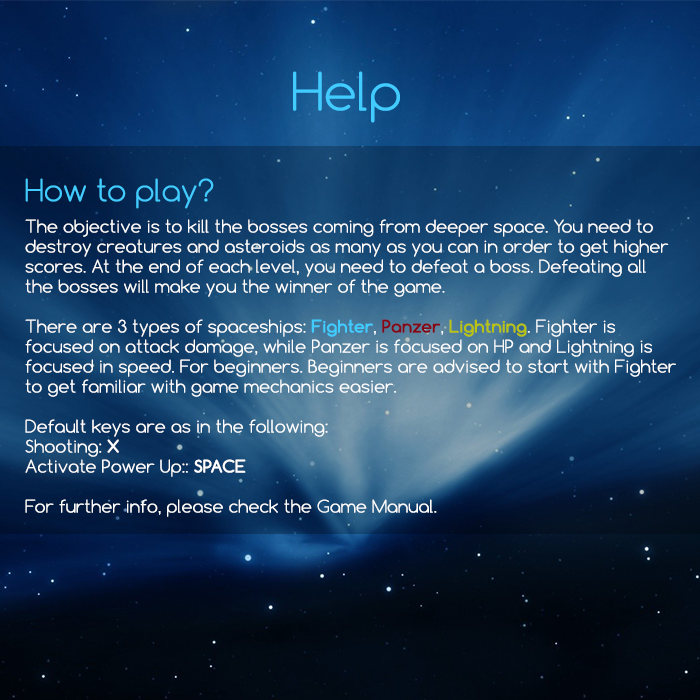 Help
How to play?
The objective is to kill the bosses coming from deeper space. You need to
destroy creatures and asteroids as many as you can in order to get higher
scores. At the end of each level, you need to defeat a boss. Defeating all
the bosses will make you the winner of the game.
There are 3 types of spaceships: Fighter, Panzer, Lightning. Fighter is
focused on attack damage, while Panzer is focused on HP and Lightning is
focused in speed. For beginners. Beginners are advised to start with Fighter
to get familiar with game mechanics easier.
Default keys are as in the following:
Shooting: X
Activate Power Up:: SPACE
For further info, please check the Game Manual.